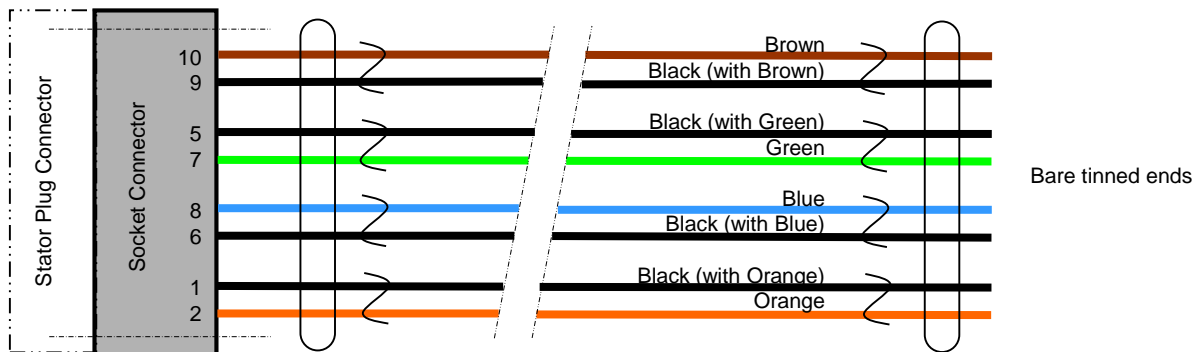 Stator Plug Connector
Socket Connector
10 Brown
9 Black (with Brown)
5 Black (with Green)
7 Green
8 Blue
6 Black (with Blue)
1 Black (with Orange)
2 Orange
Bare tinned ends